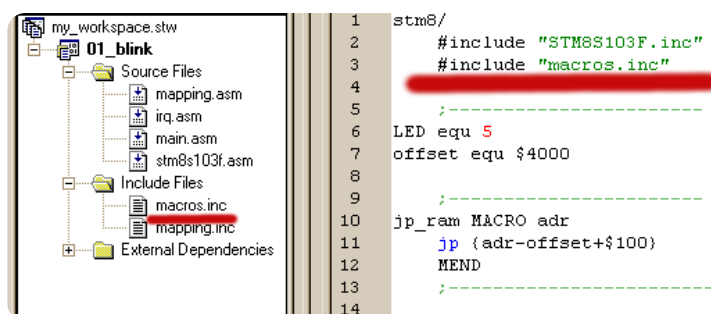 my_workspace.stw
01_blink
Source Files
mapping.asm
irq.asm
main.asm
stm8s103f.asm
Include Files
macros.inc
mapping.inc
External Dependencies
1 stm8/
2 #include "STM8S103F.inc"
3 #include "macros.inc"
4
5 ;-----------------------
6 LED equ 5
7 offset equ $4000
8
9 ;-----------------------
10 jp_ram MACRO adr
11 jp {adr-offset+$100}
12 MEND
13 ;-----------------------
14